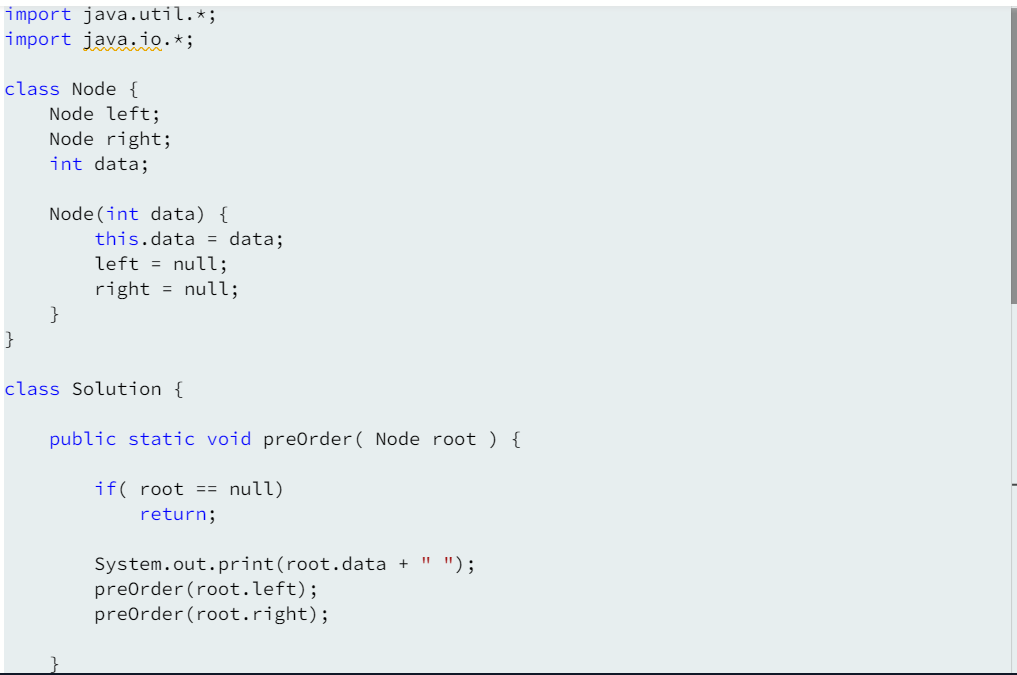 import java.util.*;
import java.io.*;
class Node {
Node left;
Node right;
int data;
Node(int data) {
this.data = data;
left = null;
right = null;
}
}
class Solution {
public static void preOrder( Node root ) {
if( root == null)
return;
System.out.print(root.data + " ");
preOrder(root.left);
preOrder(root.right);
}